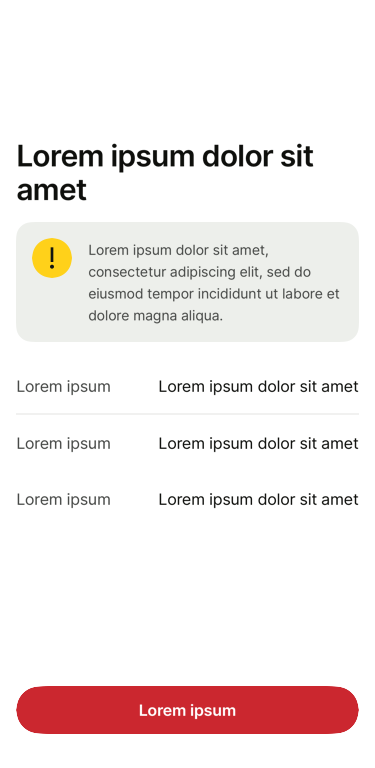 Lorem ipsum dolor sit
amet
!
Lorem ipsum dolor sit amet,
consectetur adipiscing elit, sed do
eiusmod tempor incididunt ut labore et
dolore magna aliqua.
Lorem ipsum Lorem ipsum dolor sit amet
Lorem ipsum Lorem ipsum dolor sit amet
Lorem ipsum Lorem ipsum dolor sit amet
Lorem ipsum